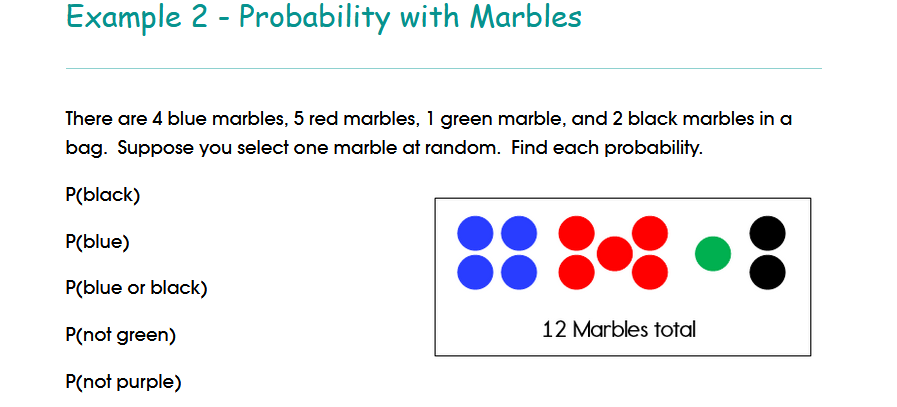 Example 2 - Probability with Marbles
There are 4 blue marbles, 5 red marbles, 1 green marble, and 2 black marbles in a
bag.  Suppose you select one marble at random.  Find each probability.
P(black)
P(blue)
P(blue or black)
P(not green)
P(not purple)
12 Marbles total